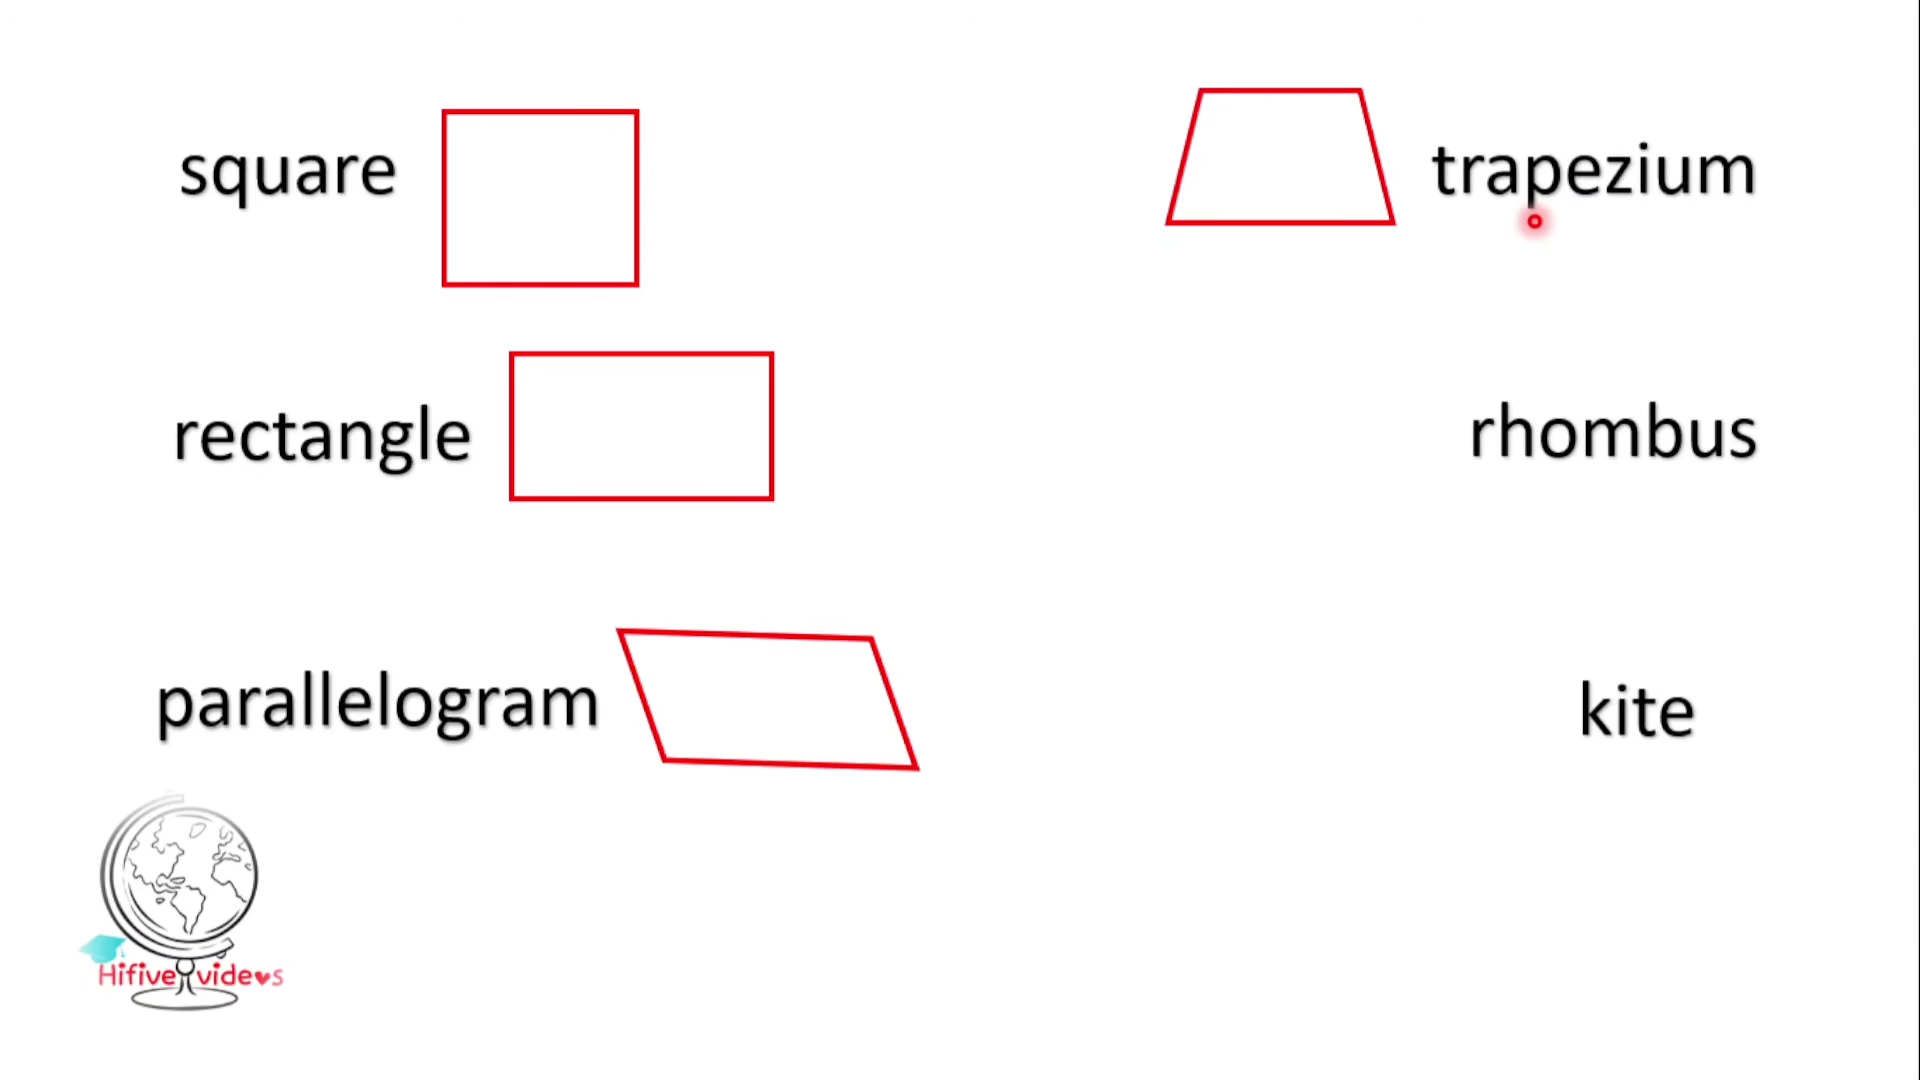 square
trapezium
rectangle
rhombus
parallelogram
kite
Hifive videos